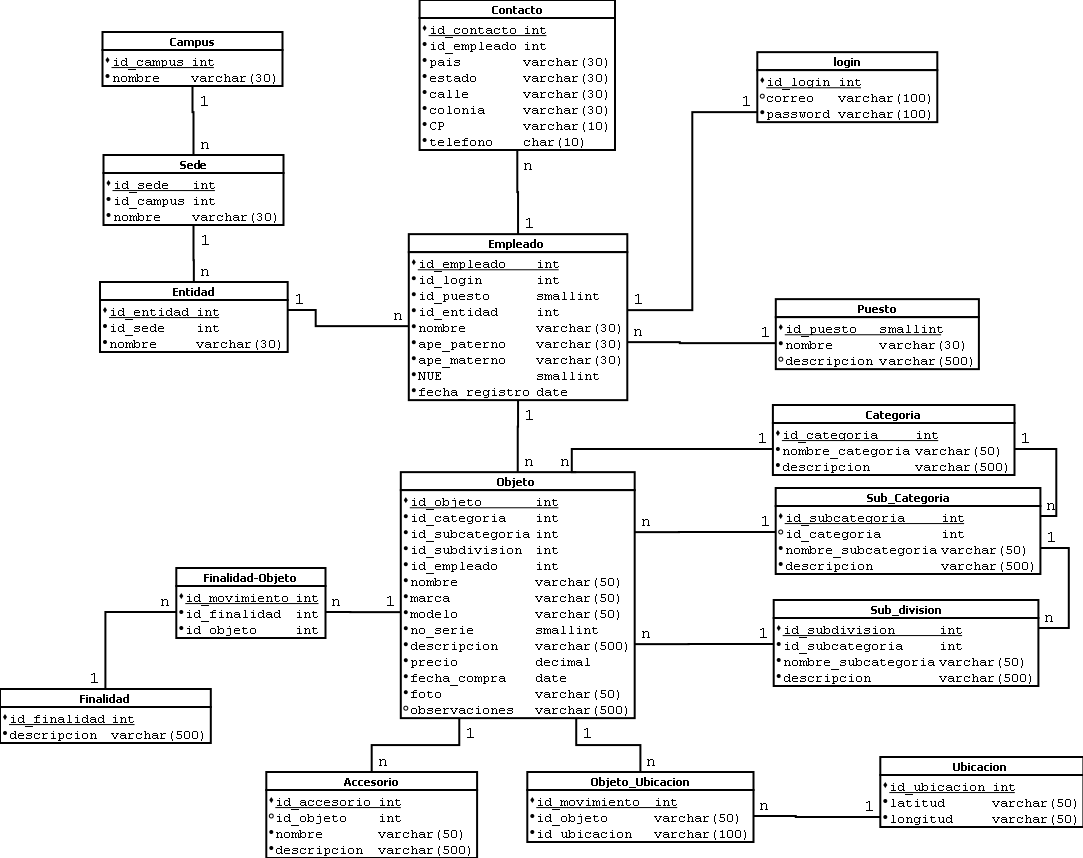 Contacto
id_contacto int
id_empleado int
pais varchar(30)
estado varchar(30)
calle varchar(30)
colonia varchar(30)
CP varchar(10)
telefono char(10)
n
1
Campus
id_campus int
nombre varchar(30)
1
n
Sede
id_sede int
id_campus int
nombre varchar(30)
1
n
Entidad
id_entidad int
id_sede int
nombre varchar(30)
1
n
login
id_login int
correo varchar(100)
password varchar(100)
1
1
Empleado
id_empleado int
id_login int
id_puesto smallint
id_entidad int
nombre varchar(30)
ape_paterno varchar(30)
ape_materno varchar(30)
NUE smallint
fecha_registro date
n
1
Puesto
id_puesto smallint
nombre varchar(30)
descripcion varchar(500)
1
n
Categoria
id_categoria int
nombre_categoria varchar(50)
descripcion varchar(500)
n
1
1
n
Sub_Categoria
id_subcategoria int
id_categoria int
nombre_subcategoria varchar(50)
descripcion varchar(500)
n
1
1
n
Sub_division
id_subdivision int
id_subcategoria int
nombre_subcategoria varchar(50)
descripcion varchar(500)
n
1
Objeto
id_objeto int
id_categoria int
id_subcategoria int
id_subdivision int
id_empleado int
nombre varchar(50)
marca varchar(50)
modelo varchar(50)
no_serie smallint
descripcion varchar(500)
precio decimal
fecha_compra date
foto varchar(50)
observaciones varchar(500)
Finalidad-Objeto
id_movimiento int
id_finalidad int
id_objeto int
n
1
n
1
Finalidad
id_finalidad int
descripcion varchar(500)
1
n
Accesorio
id_accesorio int
id_objeto int
nombre varchar(50)
descripcion varchar(500)
1
n
Objeto_Ubicacion
id_movimiento int
id_objeto varchar(50)
id_ubicacion varchar(100)
n
1
Ubicacion
id_ubicacion int
latitud varchar(50)
longitud varchar(50)